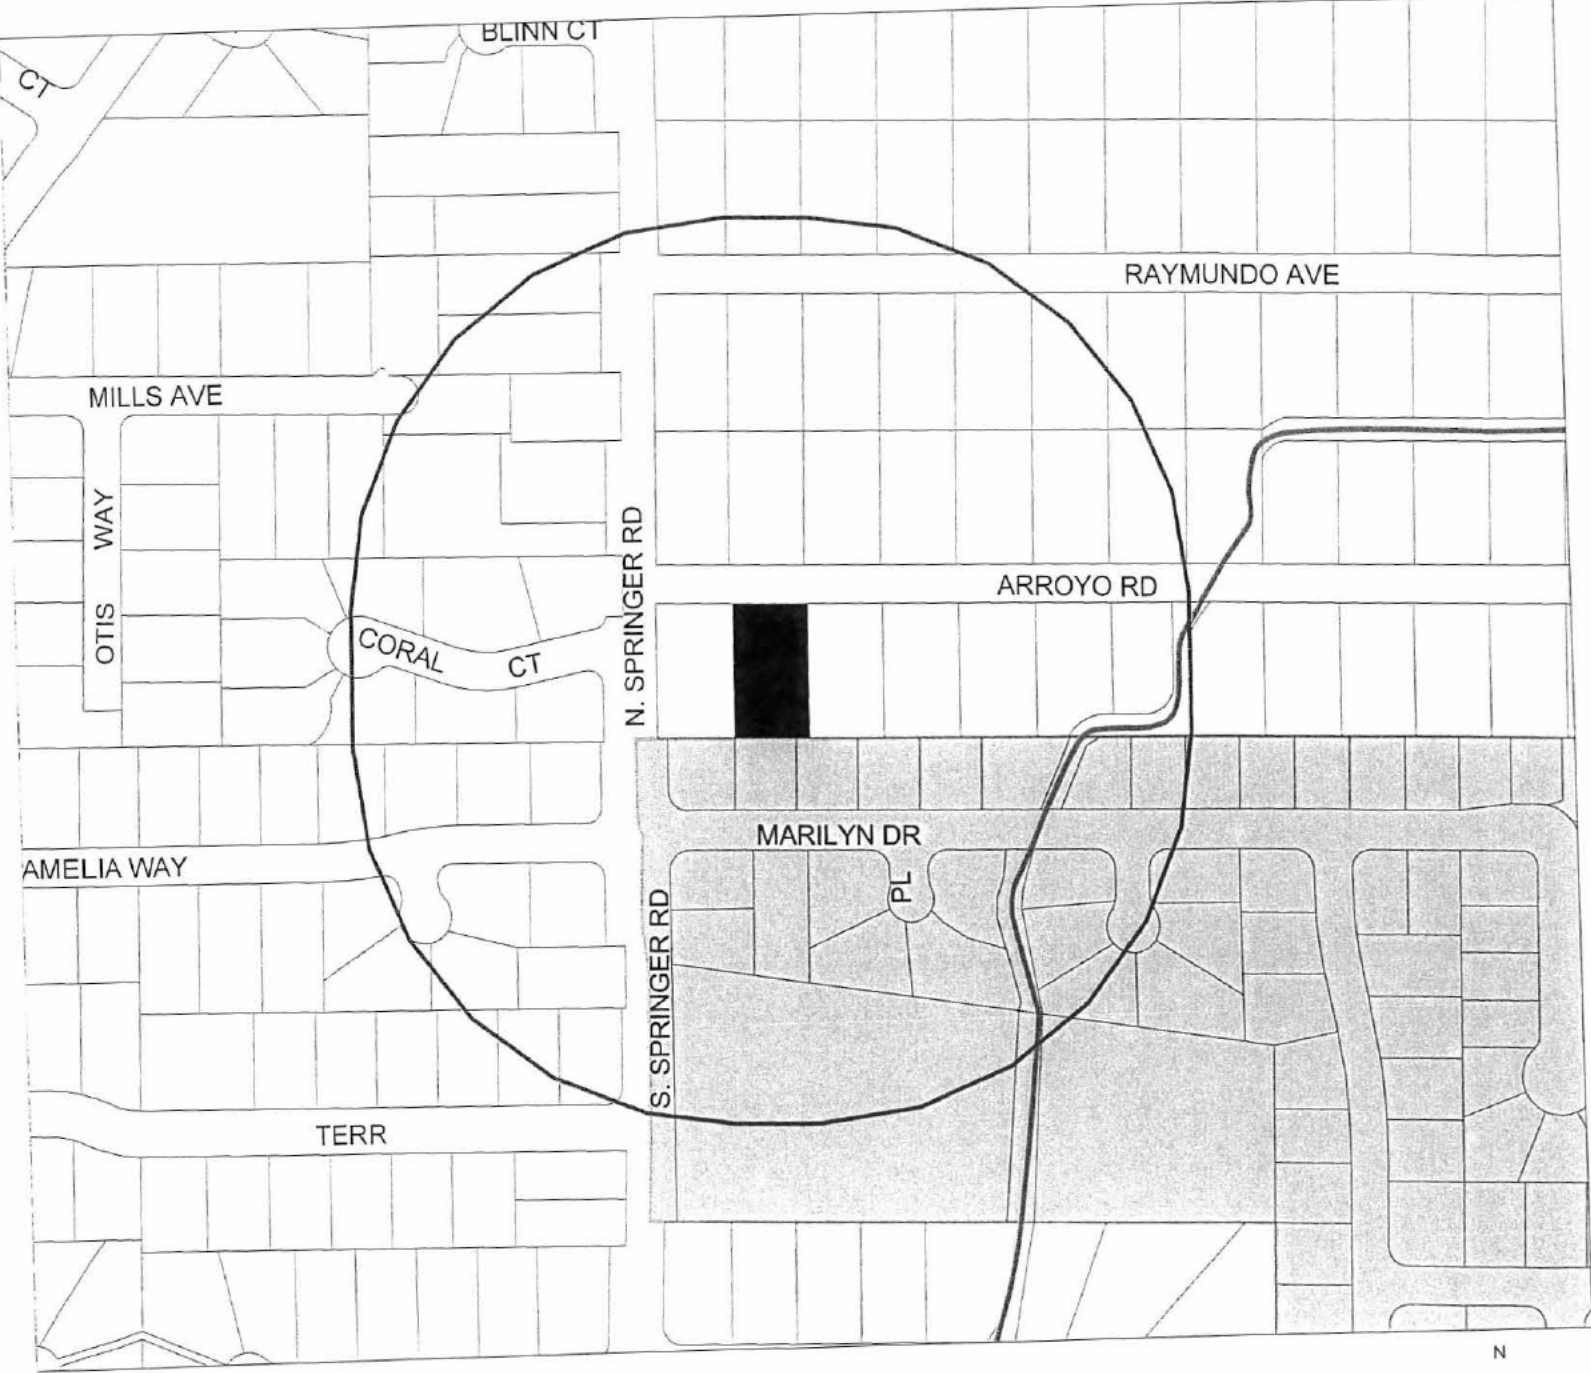 BLINN CT
CT
RAYMUNDO AVE
MILLS AVE
OTIS WAY
N. SPRINGER RD
ARROYO RD
CORAL CT
MARILYN DR
PL
AMELIA WAY
S. SPRINGER RD
TERR
N